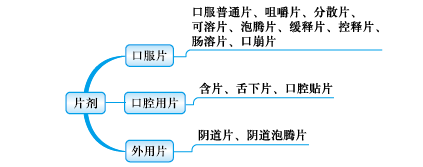 口服普通片、咀嚼片、分散片、
可溶片、泡腾片、缓释片、控释片、
肠溶片、口崩片
口服片
片剂
口腔用片
含片、舌下片、口腔贴片
外用片
阴道片、阴道泡腾片